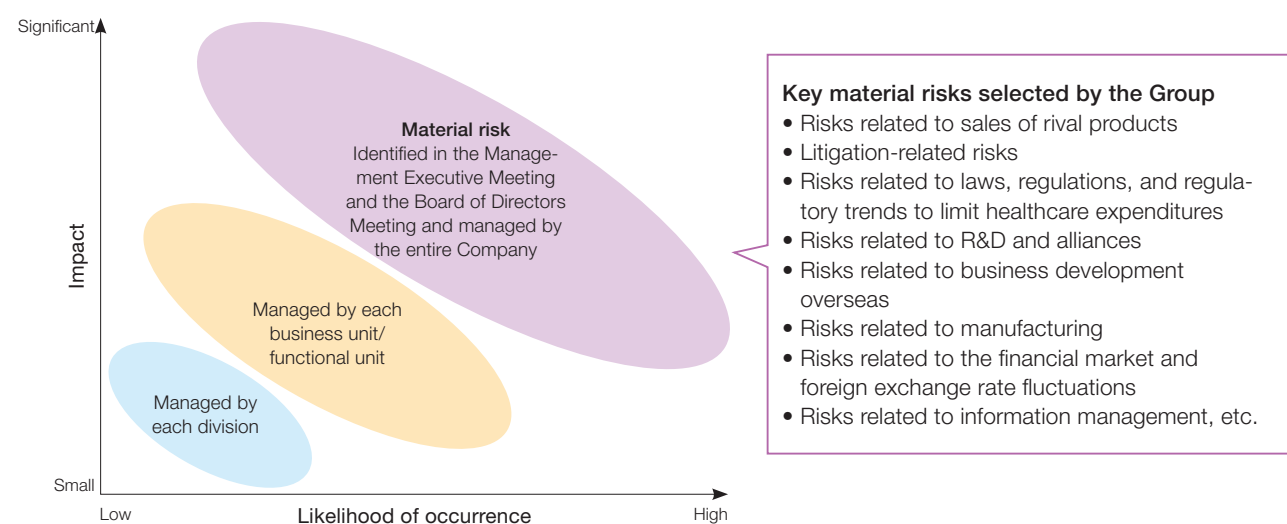 Significant
Material risk
Identified in the Manage-
ment Executive Meeting
and the Board of Directors
Meeting and managed by
the entire Company
Impact
Managed by each
business unit/
functional unit
Managed by
each division
Small
Low
Likelihood of occurrence
High
Key material risks selected by the Group
• Risks related to sales of rival products
• Litigation-related risks
• Risks related to laws, regulations, and regula-
tory trends to limit healthcare expenditures
• Risks related to R&D and alliances
• Risks related to business development
overseas
• Risks related to manufacturing
• Risks related to the financial market and
foreign exchange rate fluctuations
• Risks related to information management, etc.